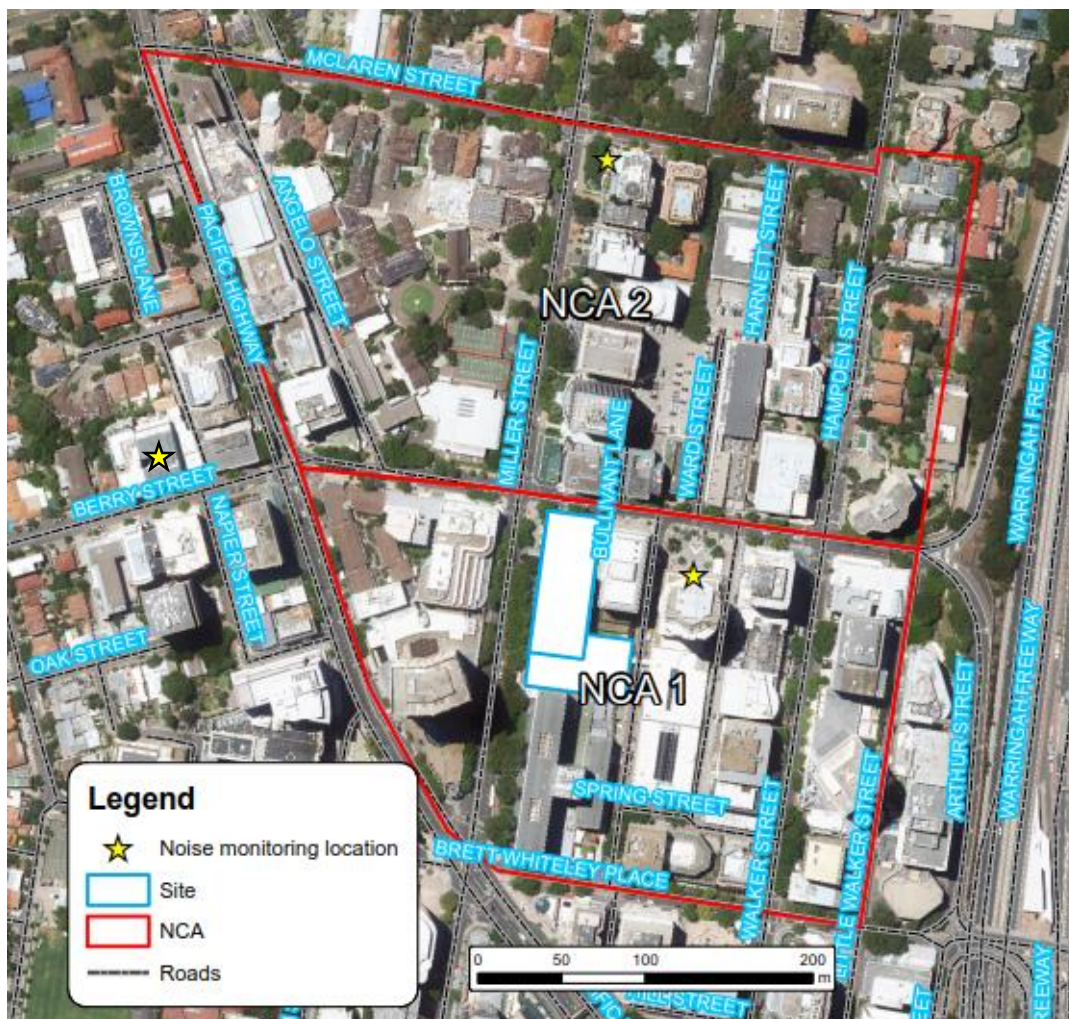 MCLAREN STREET
BROWNS LANE
PACIFIC HIGHWAY
ANGELO STREET
HARNETT STREET
NCA 2
HAMPDEN STREET
MILLER STREET
BULLIVANT LANE
WARD STREET
WARRINGAH FREEWAY
BERRY STREET
NAPIER STREET
OAK STREET
NCA 1
ARTHUR STREET
WARRINGAH FREEWAY
SPRING STREET
WALKER STREET
LITTLE WALKER STREET
BRETT WHITELEY PLACE
Legend
Noise monitoring location
Site
NCA
Roads
0 50 100 200
m
HILL STREET